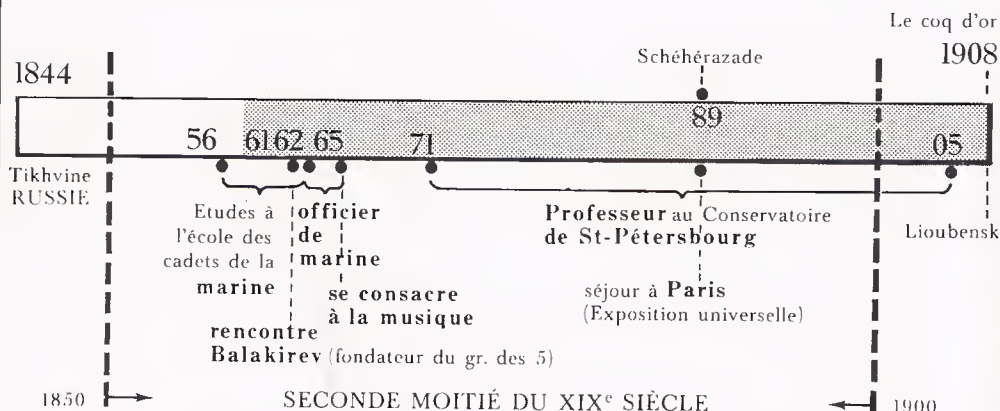 Le coq d'or
Schéhérazade
1844
1908
89
56 61 62 65 71 05
Tikhvine
RUSSIE
Etudes à
l'école des
cadets de la
marine
officier
de
marine
se consacre
à la musique
rencontre
Balakirev (fondateur du gr. des 5)
Professeur au Conservatoire
de St-Pétersbourg
séjour à Paris
(Exposition universelle)
Lioubensk
1850 SECONDE MOITIÉ DU XIXe SIÈCLE 1900